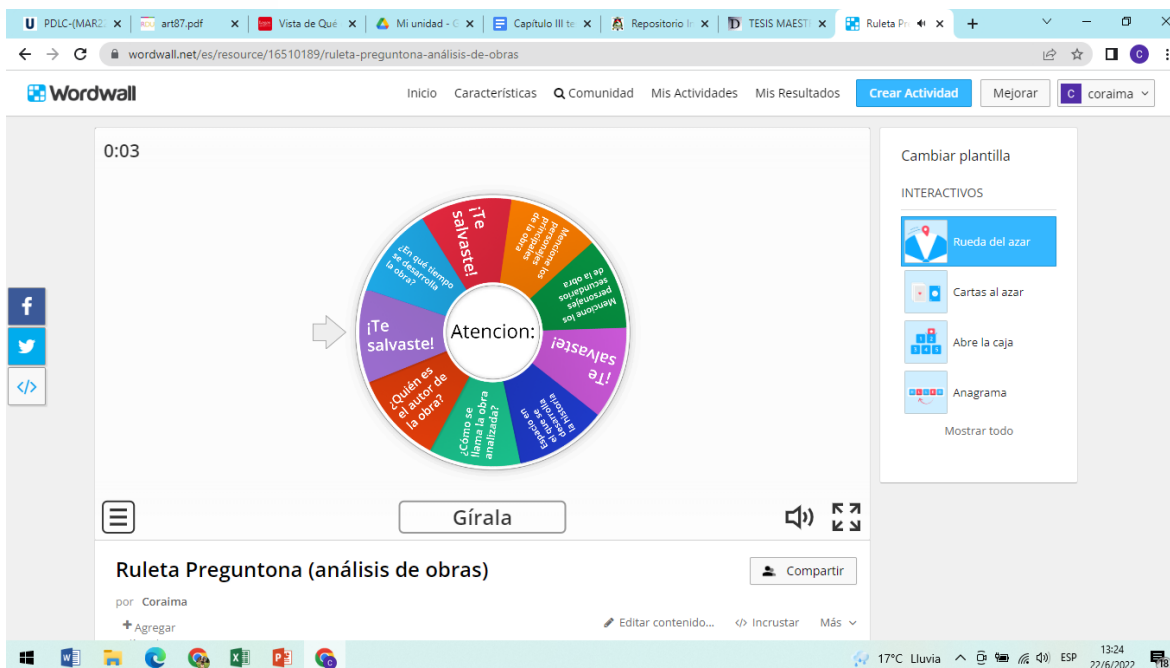 PDLC-(MAR2
art87.pdf
Vista de Qué
Mi unidad - G
Capítulo III te
Repositorio In
TESIS MAEST
Ruleta Pr
wordwall.net/es/resource/16510189/ruleta-preguntona-análisis-de-obras
C
Wordwall
Inicio
Características
Comunidad
Mis Actividades
Mis Resultados
Crear Actividad
Mejorar
C coraima
0:03
¡Te
salvaste!
Mencione los
personajes
principales
de la obra
Mencione los
personajes
secundarios
de la obra
¡Te
salvaste!
Espacio en
el que se
desarrolla
la historia
¿Cómo se
llama la obra
analizada?
¿Quién es
el autor de
la obra?
¡Te
salvaste!
¿En qué tiempo
se desarrolla
la obra?
Atencion:
Gírala
Cambiar plantilla
INTERACTIVOS
Rueda del azar
Cartas al azar
Abre la caja
Anagrama
Mostrar todo
Ruleta Preguntona (análisis de obras)
Compartir
por Coraima
Agregar
Editar contenido...
Incrustar
Más
17°C Lluvia
ESP
13:24
22/6/2022